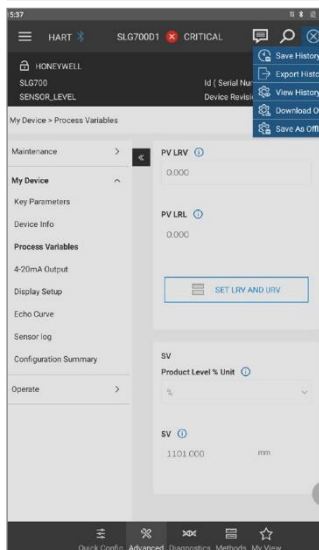 5:37
HART
SLG700D1
CRITICAL
Save History
Export Histo
View History
Download O
Save As Offl
HONEYWELL
SLG700
SENSOR_LEVEL
Id ( Serial Nu
Device Revisi
My Device > Process Variables
Maintenance
My Device
Key Parameters
Device Info
Process Variables
4-20mA Output
Display Setup
Echo Curve
Sensor log
Configuration Summary
Operate
«
PV LRV
0.000
PV LRL
0.000
SET LRV AND URV
SV
Product Level % Unit
%
SV
1101.000
mm
Quick Config
Advanced
Diagnostics
Methods
My View